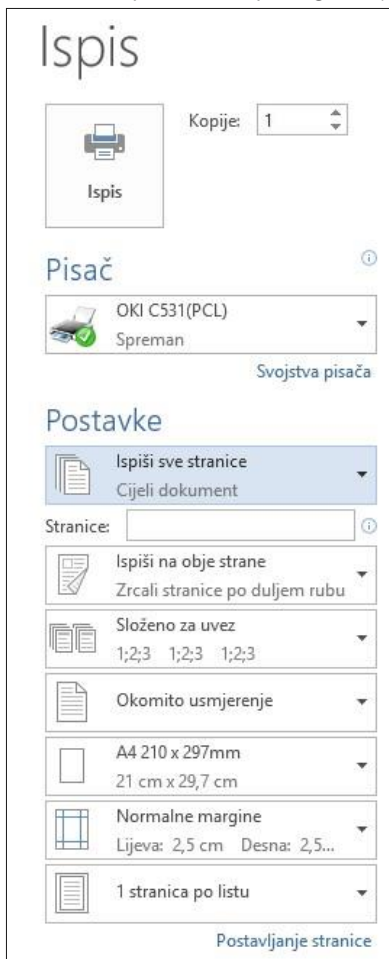 Ispis
Kopije: 1
Ispis
Pisač
OKI C531(PCL)
Spreman
Svojstva pisača
Postavke
Ispiši sve stranice
Cijeli dokument
Stranice:
Ispiši na obje strane
Zrcali stranice po duljem rubu
Složeno za uvez
1;2;3 1;2;3 1;2;3
Okomito usmjerenje
A4 210 x 297mm
21 cm x 29,7 cm
Normalne margine
Lijeva: 2,5 cm Desna: 2,5...
1 stranica po listu
Postavljanje stranice